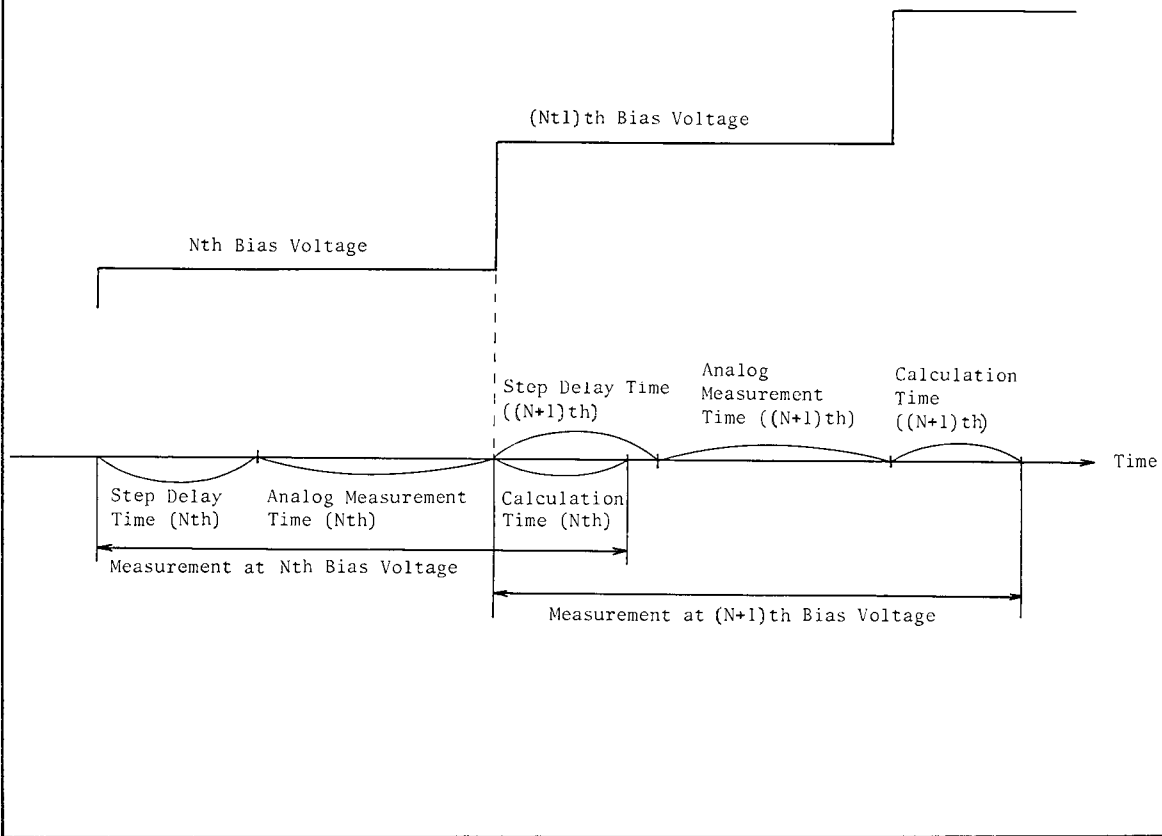 (Nt1)th Bias Voltage
Nth Bias Voltage
Step Delay Time
((N+1)th)
Analog
Measurement
Time ((N+1)th)
Calculation
Time
((N+1)th)
Time
Step Delay
Time (Nth)
Analog Measurement
Time (Nth)
Calculation
Time (Nth)
Measurement at Nth Bias Voltage
Measurement at (N+1)th Bias Voltage